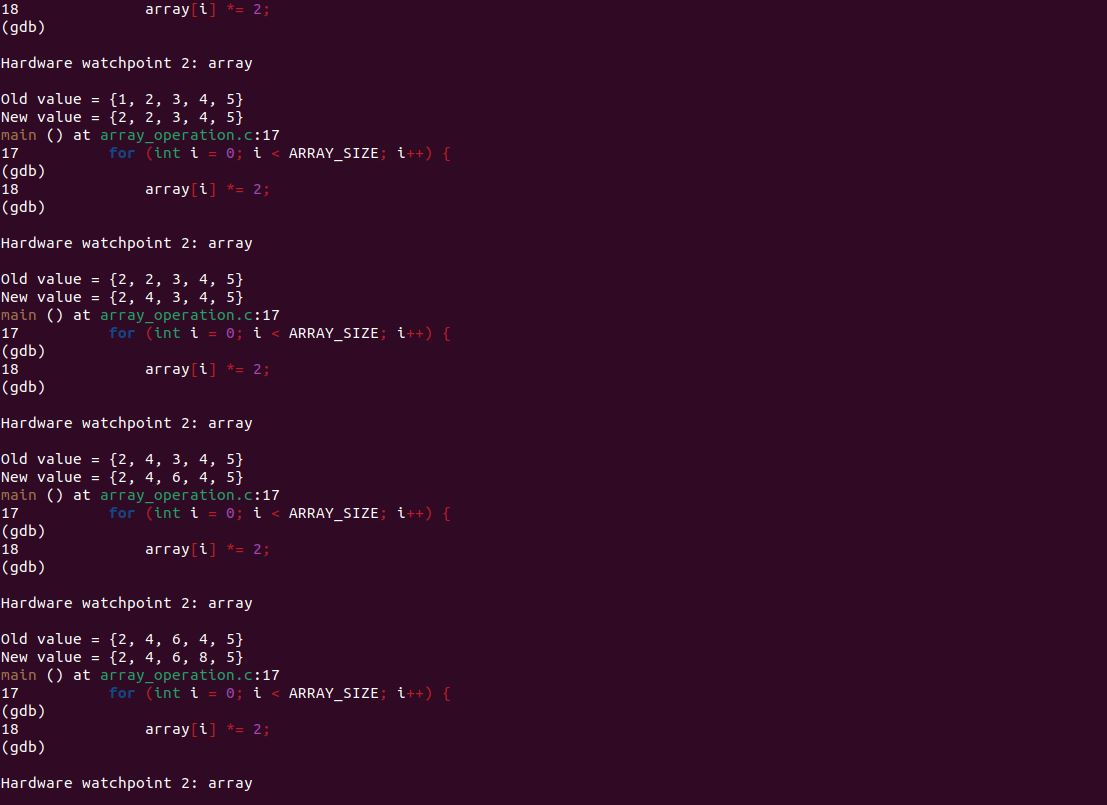 18              array[i] *= 2;
(gdb)
Hardware watchpoint 2: array
Old value = {1, 2, 3, 4, 5}
New value = {2, 2, 3, 4, 5}
main () at array_operation.c:17
17          for (int i = 0; i < ARRAY_SIZE; i++) {
(gdb)
18              array[i] *= 2;
(gdb)
Hardware watchpoint 2: array
Old value = {2, 2, 3, 4, 5}
New value = {2, 4, 3, 4, 5}
main () at array_operation.c:17
17          for (int i = 0; i < ARRAY_SIZE; i++) {
(gdb)
18              array[i] *= 2;
(gdb)
Hardware watchpoint 2: array
Old value = {2, 4, 3, 4, 5}
New value = {2, 4, 6, 4, 5}
main () at array_operation.c:17
17          for (int i = 0; i < ARRAY_SIZE; i++) {
(gdb)
18              array[i] *= 2;
(gdb)
Hardware watchpoint 2: array
Old value = {2, 4, 6, 4, 5}
New value = {2, 4, 6, 8, 5}
main () at array_operation.c:17
17          for (int i = 0; i < ARRAY_SIZE; i++) {
(gdb)
18              array[i] *= 2;
(gdb)
Hardware watchpoint 2: array